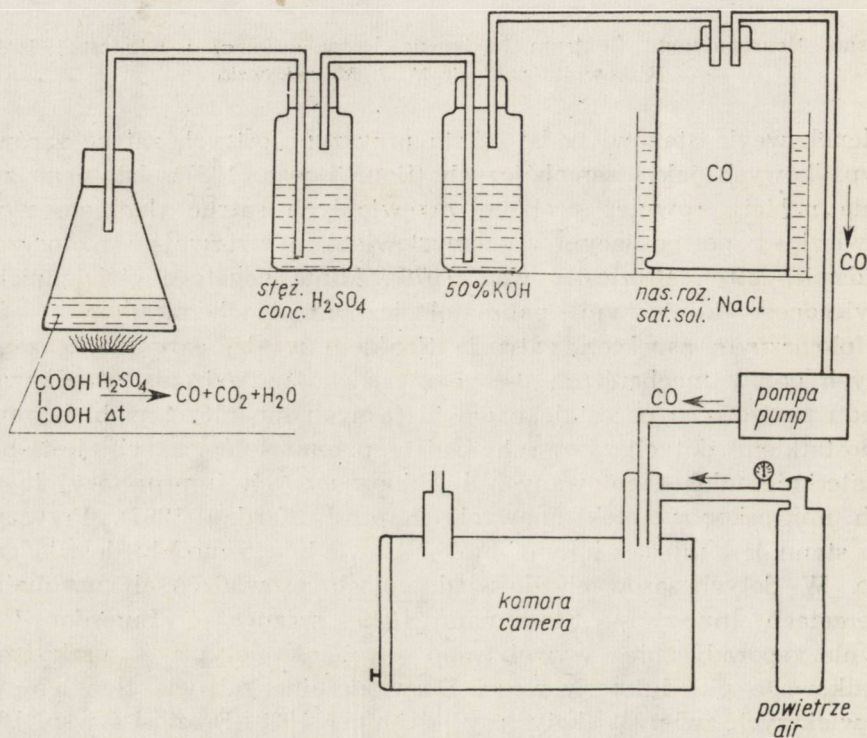 CO
CO
stęż.
conc. H₂SO₄
50%KOH
nas. roz.
sat. sol. NaCl
COOH H₂SO₄
COOH Δt
CO+CO₂+H₂O
CO
pompa
pump
komora
camera
powietrze
air